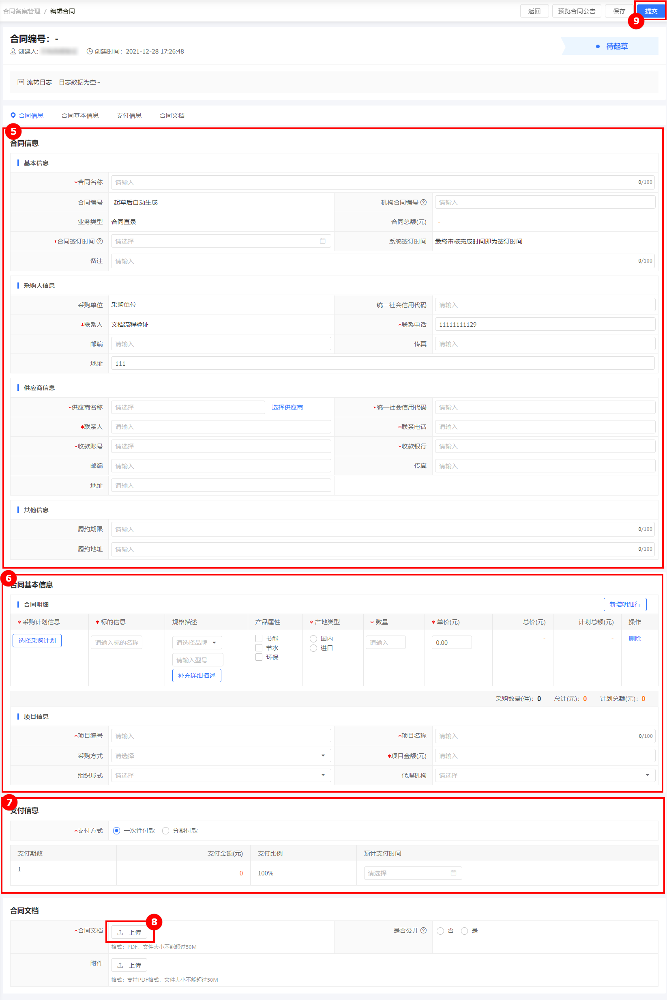 合同备案管理 / 编辑合同
返回 预览合同公告 保存 提交
9
合同编号：-
创建人: 创建时间：2021-12-28 17:26:48
待起草
流转日志 日志数据为空~
合同信息 合同基本信息 支付信息 合同文档
5
合同信息
基本信息
*合同名称 请输入 0/100
合同编号 起草后自动生成 机构合同编号 ? 请输入
业务类型 合同直录 合同总额(元) -
*合同签订时间 ? 请选择 系统签订时间 最终审核完成时间即为签订时间
备注 请输入 0/100
采购人信息
采购单位 采购单位 统一社会信用代码 请输入
*联系人 文档流程验证 *联系电话 11111111129
邮编 请输入 传真 请输入
地址 111
供应商信息
*供应商名称 请选择 选择供应商 *统一社会信用代码 请输入
*联系人 请输入 *联系电话 请输入
*收款账号 请选择 *收款银行 请输入
邮编 请输入 传真 请输入
地址 请输入
其他信息
履约期限 请输入 0/100
履约地址 请输入 0/100
6
合同基本信息
合同明细 新增明细行
* 采购计划信息 * 标的信息 规格描述 产品属性 * 产地类型 * 数量 * 单价(元) 总价(元) 计划总额(元) 操作
选择采购计划 请输入标的名称 请选择品牌 节能 国内 请输入 0.00 - - 删除
节水 进口
请输入型号 环保
补充详细描述
采购数量(件)：0 总计(元)：0 计划总额(元)：0
项目信息
*项目编号 请输入 *项目名称 请输入 0/100
采购方式 请选择 *项目金额(元) 请输入
组织形式 请选择 代理机构 请选择
7
支付信息
*支付方式 一次性付款 分期付款
支付期数 支付金额(元) 支付比例 预计支付时间
1 0 100% 请选择
合同文档
8
*合同文档 上传 是否公开 ? 否 是
格式：PDF，文件大小不能超过50M
附件 上传
格式：支持PDF格式，文件大小不能超过50M